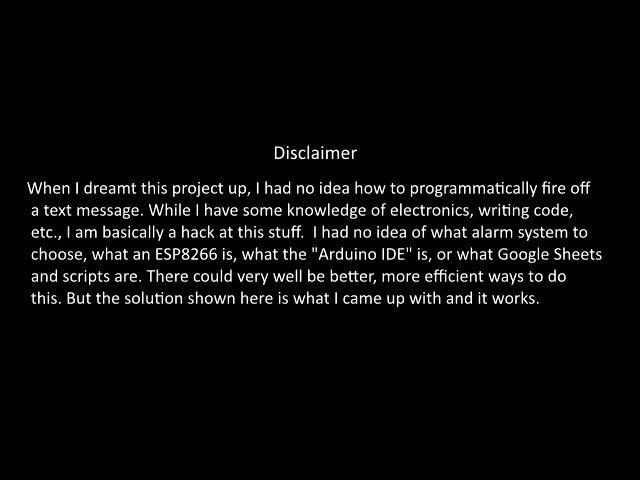 Disclaimer
When I dreamt this project up, I had no idea how to programmatically fire off
a text message. While I have some knowledge of electronics, writing code,
etc., I am basically a hack at this stuff.  I had no idea of what alarm system to
choose, what an ESP8266 is, what the "Arduino IDE" is, or what Google Sheets
and scripts are. There could very well be better, more efficient ways to do
this. But the solution shown here is what I came up with and it works.